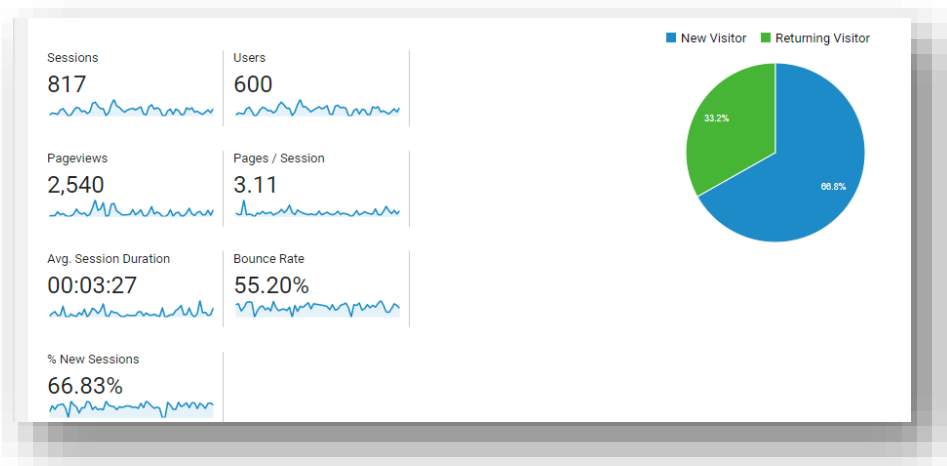 New Visitor Returning Visitor
Sessions
817
Users
600
Pageviews
2,540
Pages / Session
3.11
Avg. Session Duration
00:03:27
Bounce Rate
55.20%
% New Sessions
66.83%
33.2%
66.8%